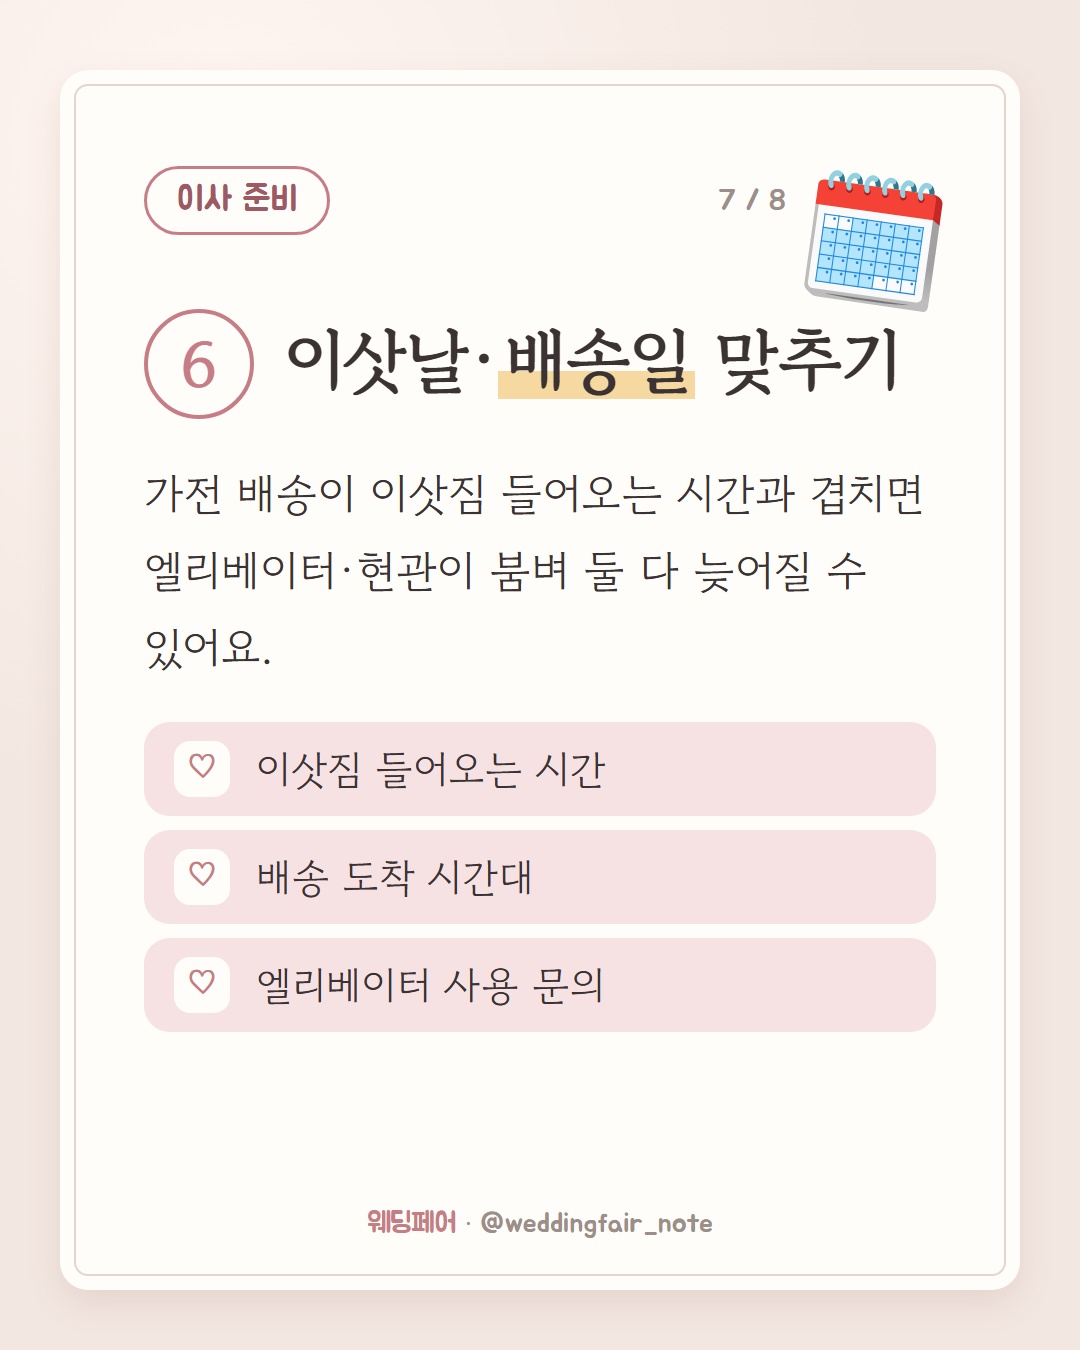 이사 준비
7 / 8
6 이삿날·배송일 맞추기
가전 배송이 이삿짐 들어오는 시간과 겹치면
엘리베이터·현관이 붐벼 둘 다 늦어질 수
있어요.
♡ 이삿짐 들어오는 시간
♡ 배송 도착 시간대
♡ 엘리베이터 사용 문의
웨딩페어 · @weddingfair_note